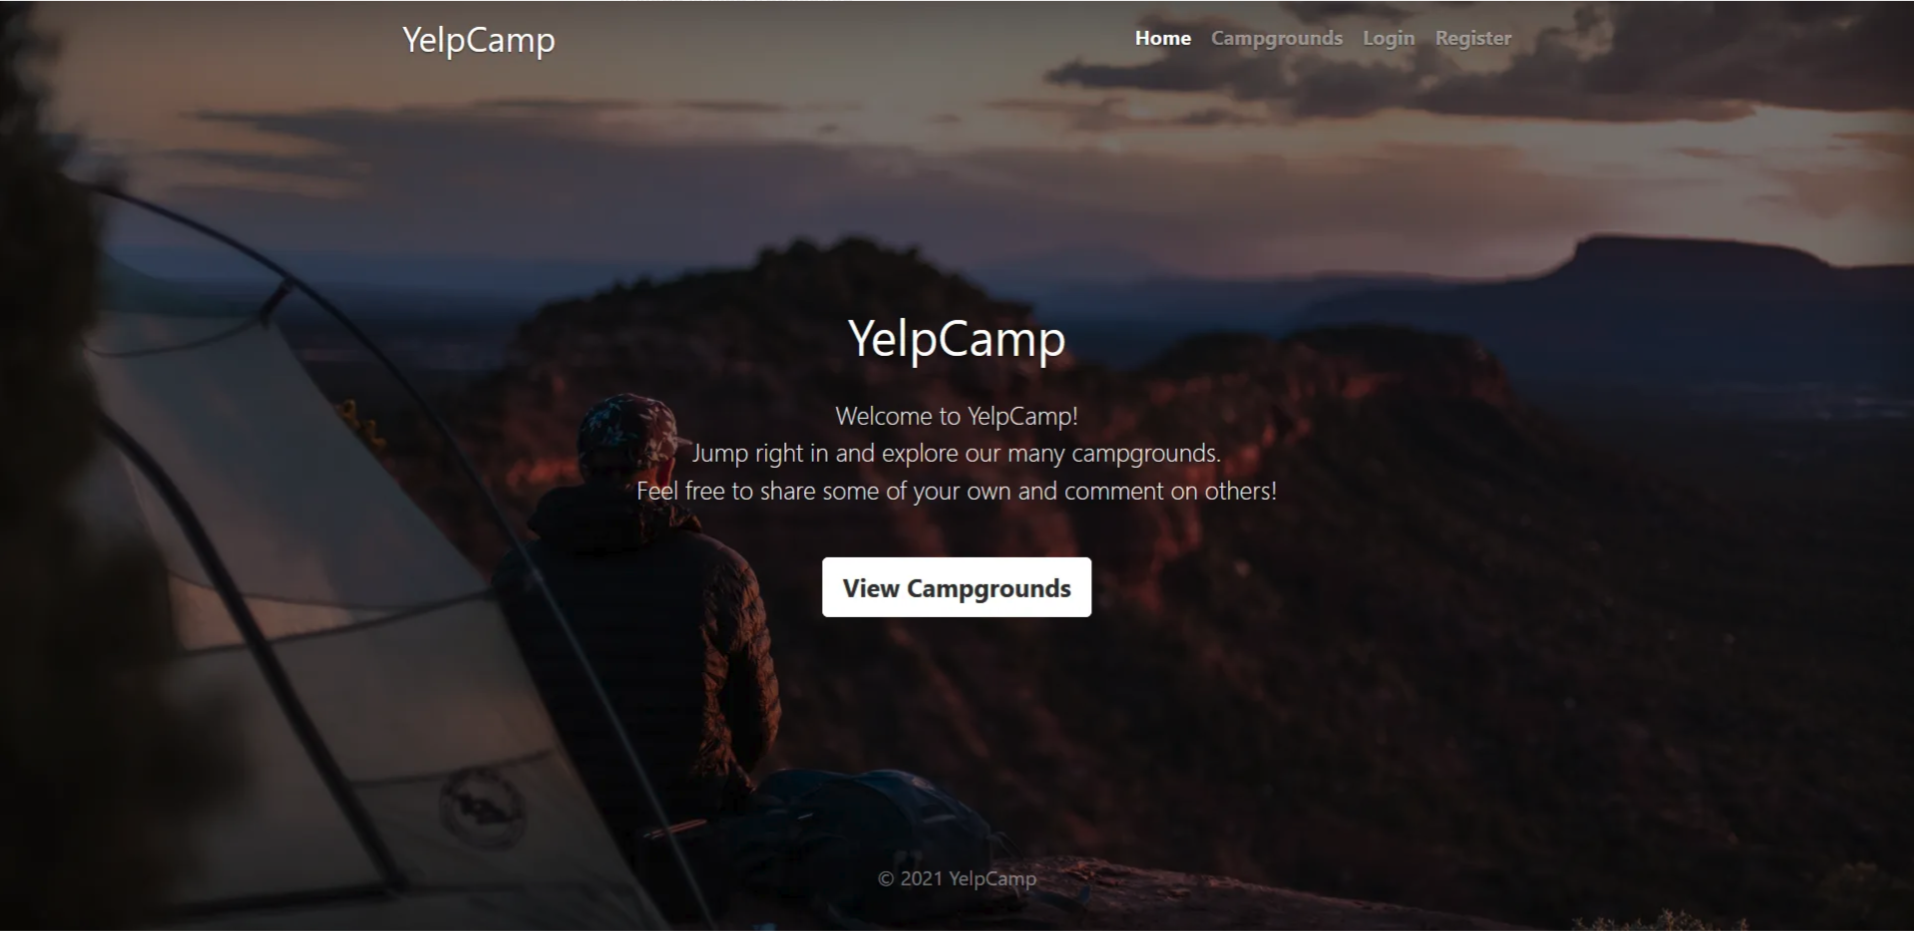 YelpCamp
Home Campgrounds Login Register
YelpCamp
Welcome to YelpCamp!
Jump right in and explore our many campgrounds.
Feel free to share some of your own and comment on others!
View Campgrounds
© 2021 YelpCamp